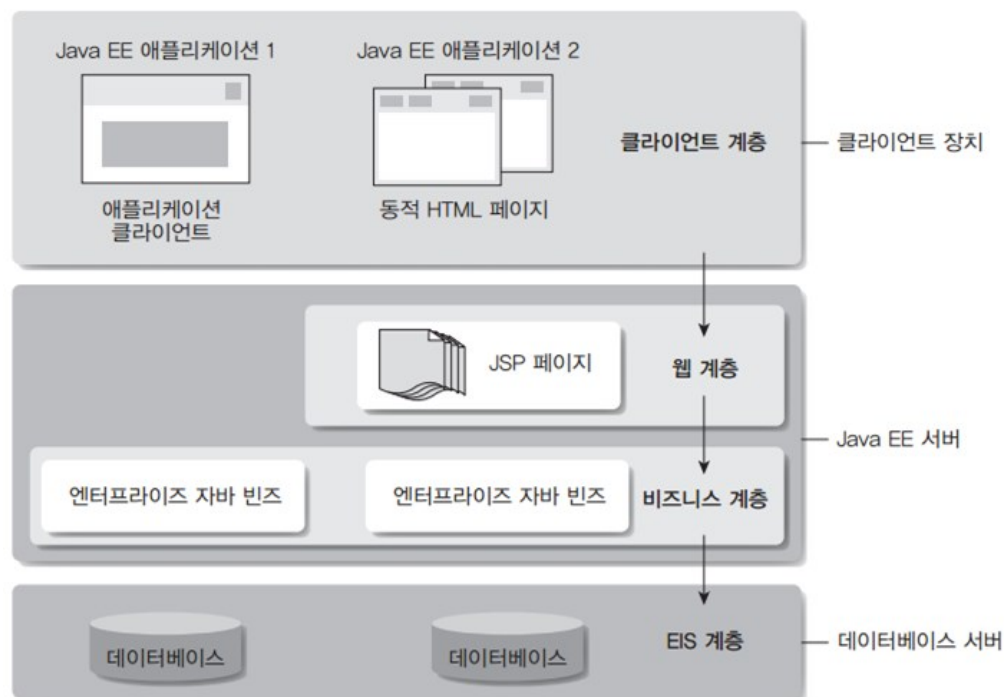 Java EE 애플리케이션 1
Java EE 애플리케이션 2
클라이언트 계층
클라이언트 장치
애플리케이션
클라이언트
동적 HTML 페이지
JSP 페이지
웹 계층
Java EE 서버
엔터프라이즈 자바 빈즈
엔터프라이즈 자바 빈즈
비즈니스 계층
데이터베이스
데이터베이스
EIS 계층
데이터베이스 서버